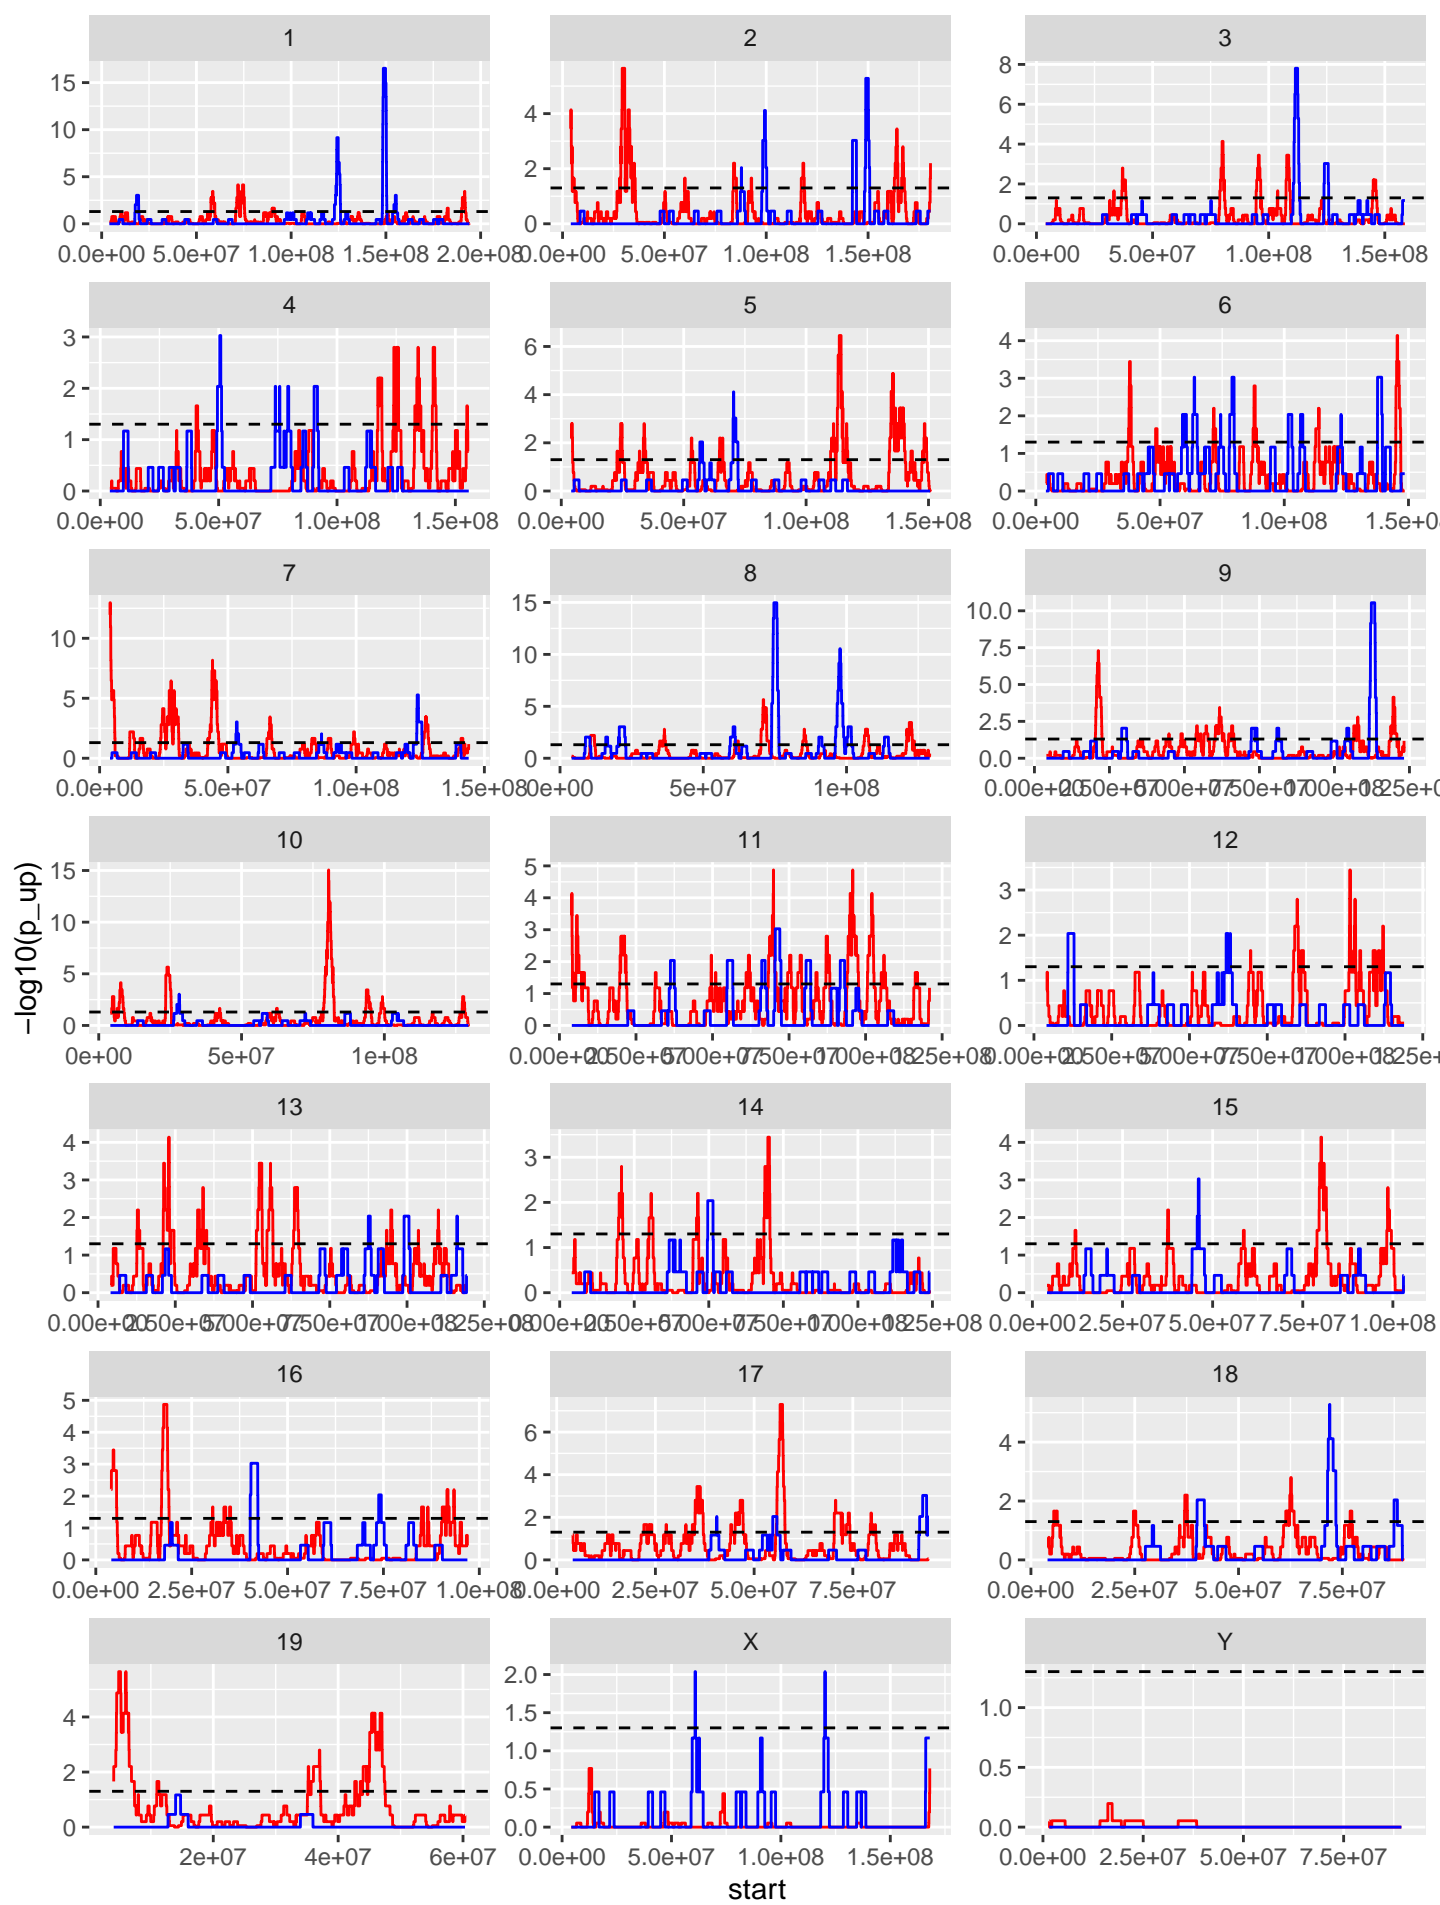 1 2 3
15 10 5 0
4 2 0
8 6 4 2 0
0.0e+00 5.0e+07 1.0e+08 1.5e+08 2.0e+08
0.0e+00 5.0e+07 1.0e+08 1.5e+08
0.0e+00 5.0e+07 1.0e+08 1.5e+08
4 5 6
3 2 1 0
6 4 2 0
4 3 2 1 0
0.0e+00 5.0e+07 1.0e+08 1.5e+08
0.0e+00 5.0e+07 1.0e+08 1.5e+08
0.0e+00 5.0e+07 1.0e+08
7 8 9
10 5 0
15 10 5 0
10.0 7.5 5.0 2.5 0.0
0.0e+00 5.0e+07 1.0e+08 1.5e+08
5e+07 1e+08
10 11 12
15 10 5 0
5 4 3 2 1 0
3 2 1 0
0e+00 5e+07 1e+08
−log10(p_up)
13 14 15
4 3 2 1 0
3 2 1 0
4 3 2 1 0
0.0e+00 2.5e+07 5.0e+07 7.5e+07 1.0e+08
16 17 18
5 4 3 2 1 0
6 4 2 0
4 2 0
0.0e+00 2.5e+07 5.0e+07 7.5e+07 1.0e+08
0.0e+00 2.5e+07 5.0e+07 7.5e+07
0.0e+00 2.5e+07 5.0e+07 7.5e+07
19 X Y
4 2 0
2.0 1.5 1.0 0.5 0.0
1.0 0.5 0.0
2e+07 4e+07 6e+07
0.0e+00 5.0e+07 1.0e+08 1.5e+08
0.0e+00 2.5e+07 5.0e+07 7.5e+07
start